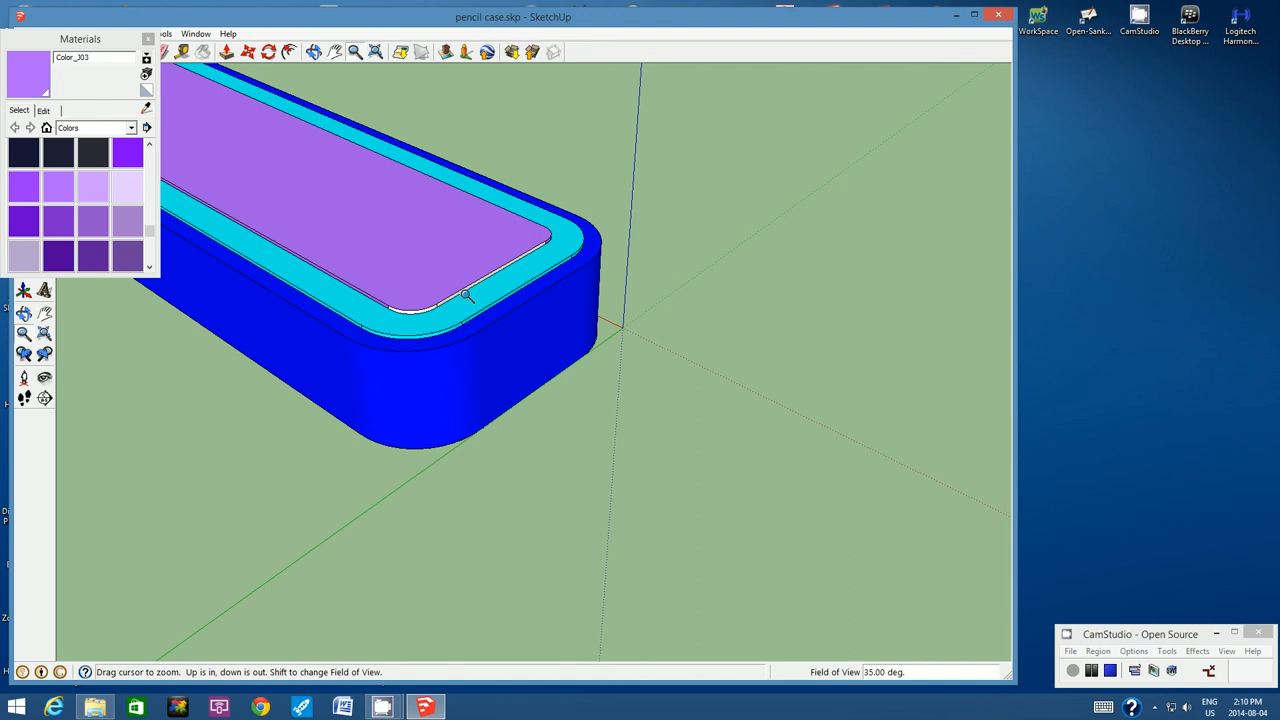 pencil case.skp - SketchUp
Materials
ols Window Help
Color_J03
Select Edit
Colors
WorkSpace
Open-Sank...
CamStudio
BlackBerry
Desktop ...
Logitech
Harmon...
CamStudio - Open Source
File Region Options Tools Effects View Help
Drag cursor to zoom. Up is in, down is out. Shift to change Field of View.
Field of View 35.00 deg.
ENG
US
2:10 PM
2014-08-04